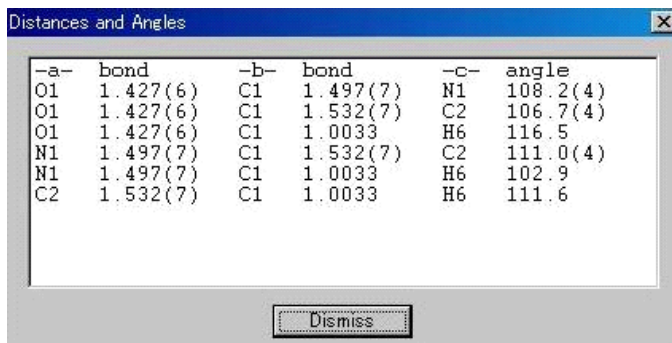 Distances and Angles
-a- bond -b- bond -c- angle
O1 1.427(6) C1 1.497(7) N1 108.2(4)
O1 1.427(6) C1 1.532(7) C2 106.7(4)
O1 1.427(6) C1 1.0033 H6 116.5
N1 1.497(7) C1 1.532(7) C2 111.0(4)
N1 1.497(7) C1 1.0033 H6 102.9
C2 1.532(7) C1 1.0033 H6 111.6
Dismiss